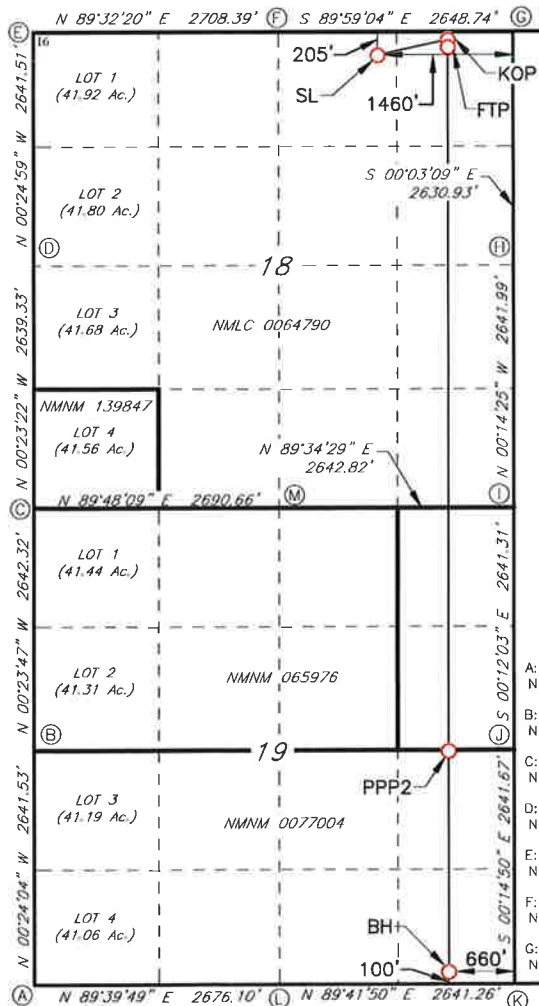 E N 89°32'20" E 2708.39' F S 89°59'04" E 2648.74' G
16
LOT 1
(41.92 Ac.)
205'
SL
1460'
KOP
FTP
N 00°24'59" W 2641.51'
S 00°03'09" E
2630.93'
LOT 2
(41.80 Ac.)
D
H
18
LOT 3
(41.68 Ac.)
NMLC 0064790
N 00°23'22" W 2639.33'
N 00°14'25" W 2641.99'
NMNM 139847
LOT 4
(41.56 Ac.)
N 89°34'29" E
2642.82'
C N 89°48'09" E 2690.66' M I
LOT 1
(41.44 Ac.)
N 00°23'47" W 2642.32'
S 00°12'03" E 2641.31'
LOT 2
(41.31 Ac.)
NMNM 065976
B
J
19
PPP2
LOT 3
(41.19 Ac.)
NMNM 0077004
N 00°24'04" W 2641.53'
S 00°14'50" E 2641.67'
LOT 4
(41.06 Ac.)
BH
100'
660'
A N 89°39'49" E 2676.10' L N 89°41'50" E 2641.26' K
A:
N
B:
N
C:
N
D:
N
E:
N
F:
N
G:
N